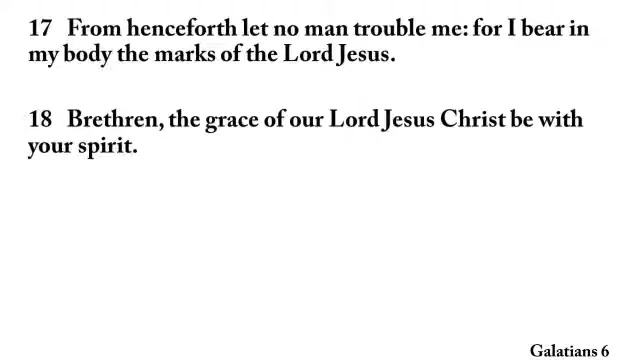 17 From henceforth let no man trouble me: for I bear in
my body the marks of the Lord Jesus.
18 Brethren, the grace of our Lord Jesus Christ be with
your spirit.
Galatians 6